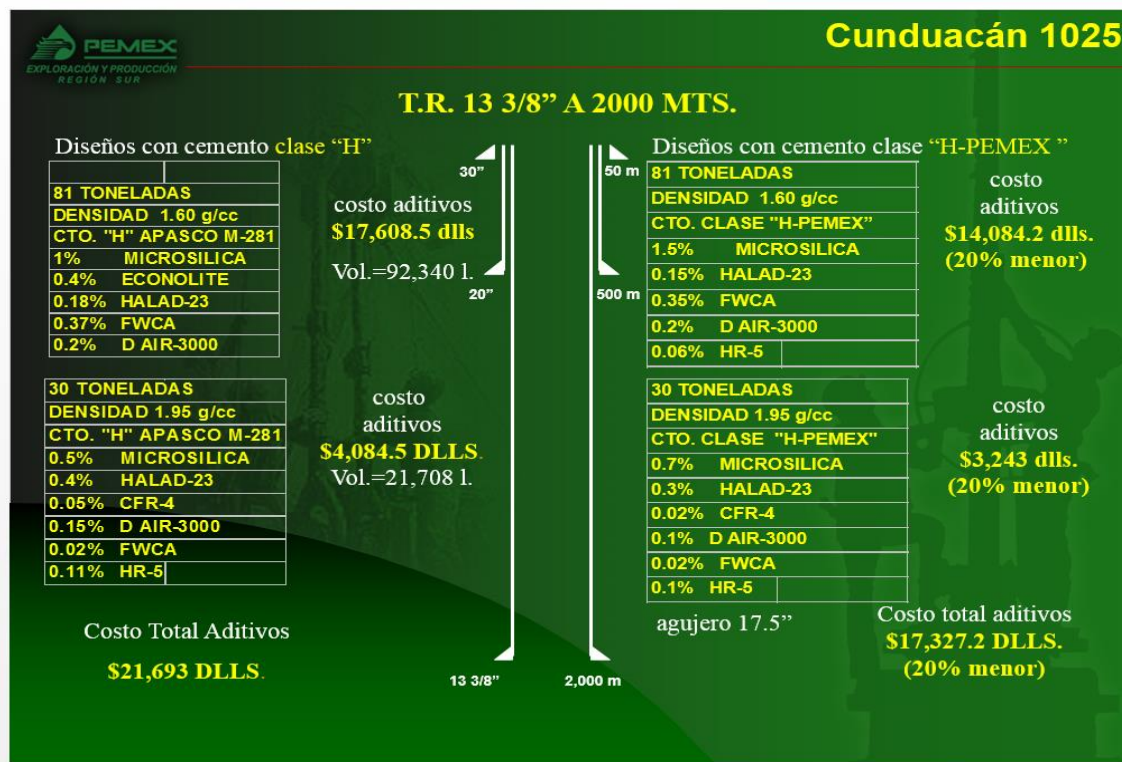 PEMEX
EXPLORACIÓN Y PRODUCCIÓN
REGIÓN SUR
Cunduacán 1025
T.R. 13 3/8” A 2000 MTS.
Diseños con cemento clase “H”
81 TONELADAS
DENSIDAD 1.60 g/cc
CTO. "H" APASCO M-281
1% MICROSILICA
0.4% ECONOLITE
0.18% HALAD-23
0.37% FWCA
0.2% D AIR-3000
costo aditivos
$17,608.5 dlls
Vol.=92,340 l.
30 TONELADAS
DENSIDAD 1.95 g/cc
CTO. "H" APASCO M-281
0.5% MICROSILICA
0.4% HALAD-23
0.05% CFR-4
0.15% D AIR-3000
0.02% FWCA
0.11% HR-5
costo
aditivos
$4,084.5 DLLS.
Vol.=21,708 l.
Costo Total Aditivos
$21,693 DLLS.
30”
50 m
20”
500 m
13 3/8”
2,000 m
Diseños con cemento clase “H-PEMEX ”
81 TONELADAS
DENSIDAD 1.60 g/cc
CTO. CLASE "H-PEMEX”
1.5% MICROSILICA
0.15% HALAD-23
0.35% FWCA
0.2% D AIR-3000
0.06% HR-5
costo
aditivos
$14,084.2 dlls.
(20% menor)
30 TONELADAS
DENSIDAD 1.95 g/cc
CTO. CLASE "H-PEMEX"
0.7% MICROSILICA
0.3% HALAD-23
0.02% CFR-4
0.1% D AIR-3000
0.02% FWCA
0.1% HR-5
costo
aditivos
$3,243 dlls.
(20% menor)
agujero 17.5”
Costo total aditivos
$17,327.2 DLLS.
(20% menor)